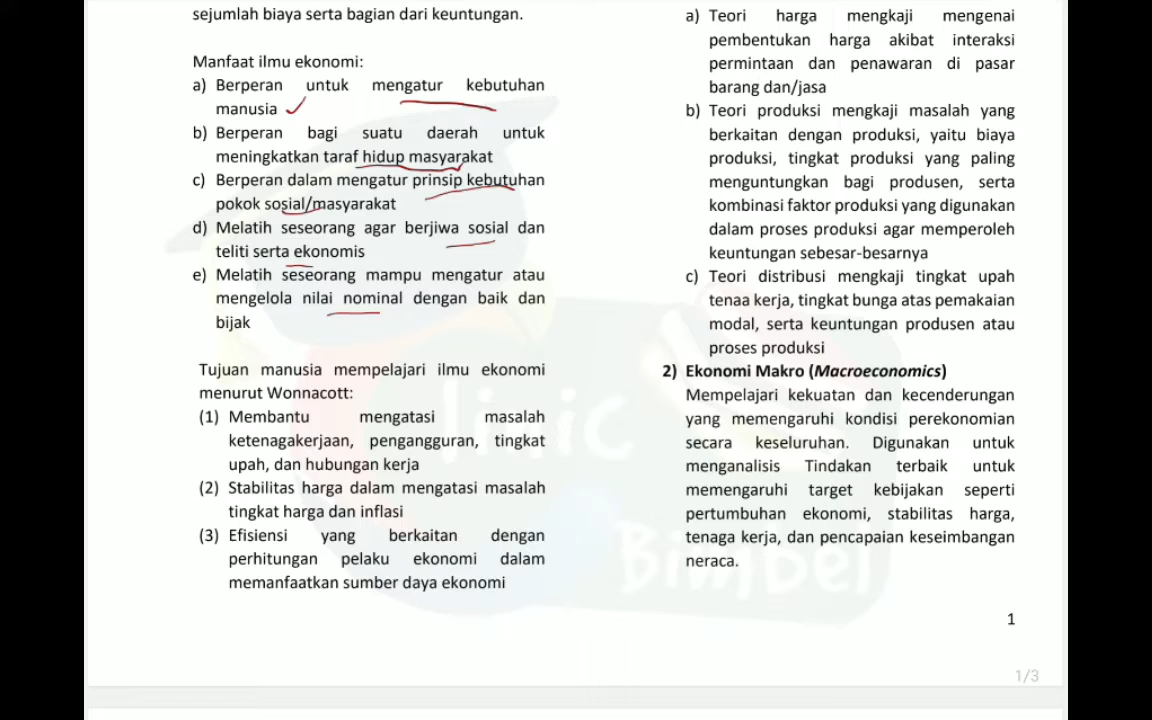 sejumlah biaya serta bagian dari keuntungan.
Manfaat ilmu ekonomi:
a) Berperan untuk mengatur kebutuhan
manusia
b) Berperan bagi suatu daerah untuk
meningkatkan taraf hidup masyarakat
c) Berperan dalam mengatur prinsip kebutuhan
pokok sosial/masyarakat
d) Melatih seseorang agar berjiwa sosial dan
teliti serta ekonomis
e) Melatih seseorang mampu mengatur atau
mengelola nilai nominal dengan baik dan
bijak
Tujuan manusia mempelajari ilmu ekonomi
menurut Wonnacott:
(1) Membantu mengatasi masalah
ketenagakerjaan, pengangguran, tingkat
upah, dan hubungan kerja
(2) Stabilitas harga dalam mengatasi masalah
tingkat harga dan inflasi
(3) Efisiensi yang berkaitan dengan
perhitungan pelaku ekonomi dalam
memanfaatkan sumber daya ekonomi
a) Teori harga mengkaji mengenai
pembentukan harga akibat interaksi
permintaan dan penawaran di pasar
barang dan/jasa
b) Teori produksi mengkaji masalah yang
berkaitan dengan produksi, yaitu biaya
produksi, tingkat produksi yang paling
menguntungkan bagi produsen, serta
kombinasi faktor produksi yang digunakan
dalam proses produksi agar memperoleh
keuntungan sebesar-besarnya
c) Teori distribusi mengkaji tingkat upah
tenaa kerja, tingkat bunga atas pemakaian
modal, serta keuntungan produsen atau
proses produksi
2) Ekonomi Makro (Macroeconomics)
Mempelajari kekuatan dan kecenderungan
yang memengaruhi kondisi perekonomian
secara keseluruhan. Digunakan untuk
menganalisis Tindakan terbaik untuk
memengaruhi target kebijakan seperti
pertumbuhan ekonomi, stabilitas harga,
tenaga kerja, dan pencapaian keseimbangan
neraca.
1
1/3
Bimbel